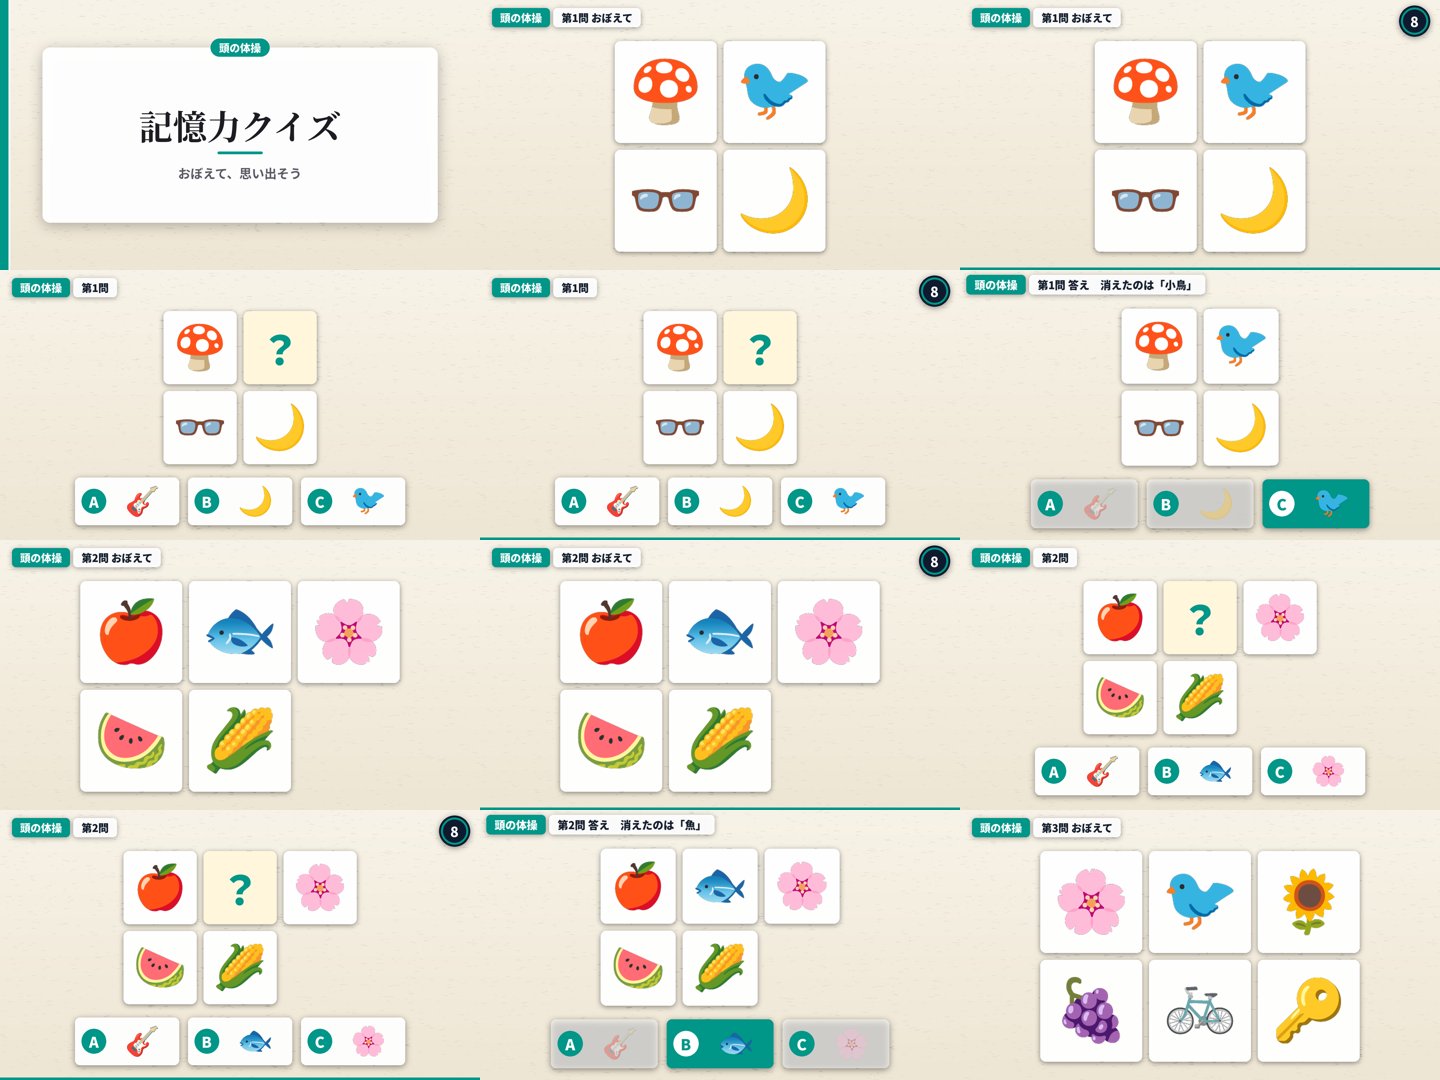 頭の体操
記憶力クイズ
おぼえて、思い出そう
頭の体操 第1問 おぼえて
頭の体操 第1問 おぼえて
8
頭の体操 第1問
?
A B C
頭の体操 第1問
8
?
A B C
頭の体操 第1問 答え 消えたのは「小鳥」
A B C
頭の体操 第2問 おぼえて
頭の体操 第2問 おぼえて
8
頭の体操 第2問
?
A B C
頭の体操 第2問
8
?
A B C
頭の体操 第2問 答え 消えたのは「魚」
A B C
頭の体操 第3問 おぼえて